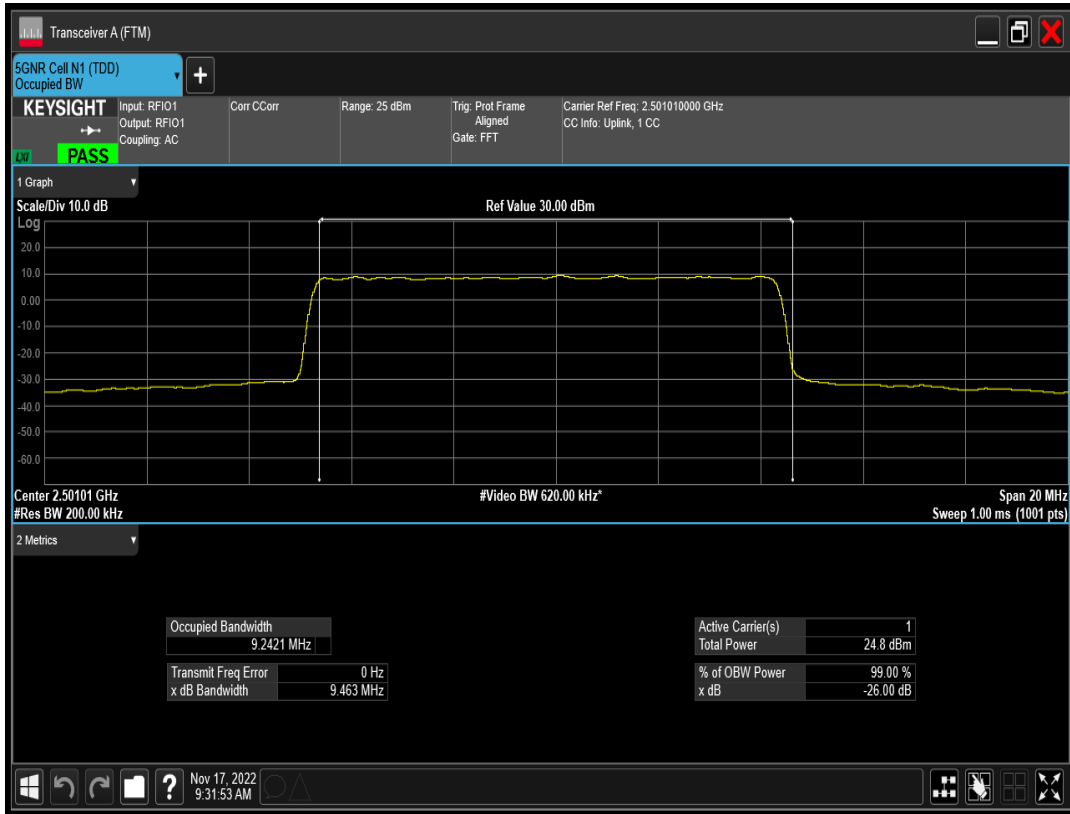 Transceiver A (FTM)
5GNR Cell N1 (TDD)
Occupied BW
+
KEYSIGHT
LXI
PASS
Input: RFIO1
Output: RFIO1
Coupling: AC
Corr CCorr
Range: 25 dBm
Trig: Prot Frame
Aligned
Gate: FFT
Carrier Ref Freq: 2.501010000 GHz
CC Info: Uplink, 1 CC
1 Graph
Scale/Div 10.0 dB
Ref Value 30.00 dBm
Log
20.0
10.0
0.00
-10.0
-20.0
-30.0
-40.0
-50.0
-60.0
Center 2.50101 GHz
#Video BW 620.00 kHz*
Span 20 MHz
#Res BW 200.00 kHz
Sweep 1.00 ms (1001 pts)
2 Metrics
Occupied Bandwidth
9.2421 MHz
Active Carrier(s) 1
Total Power 24.8 dBm
Transmit Freq Error 0 Hz
x dB Bandwidth 9.463 MHz
% of OBW Power 99.00 %
x dB -26.00 dB
?
Nov 17, 2022
9:31:53 AM